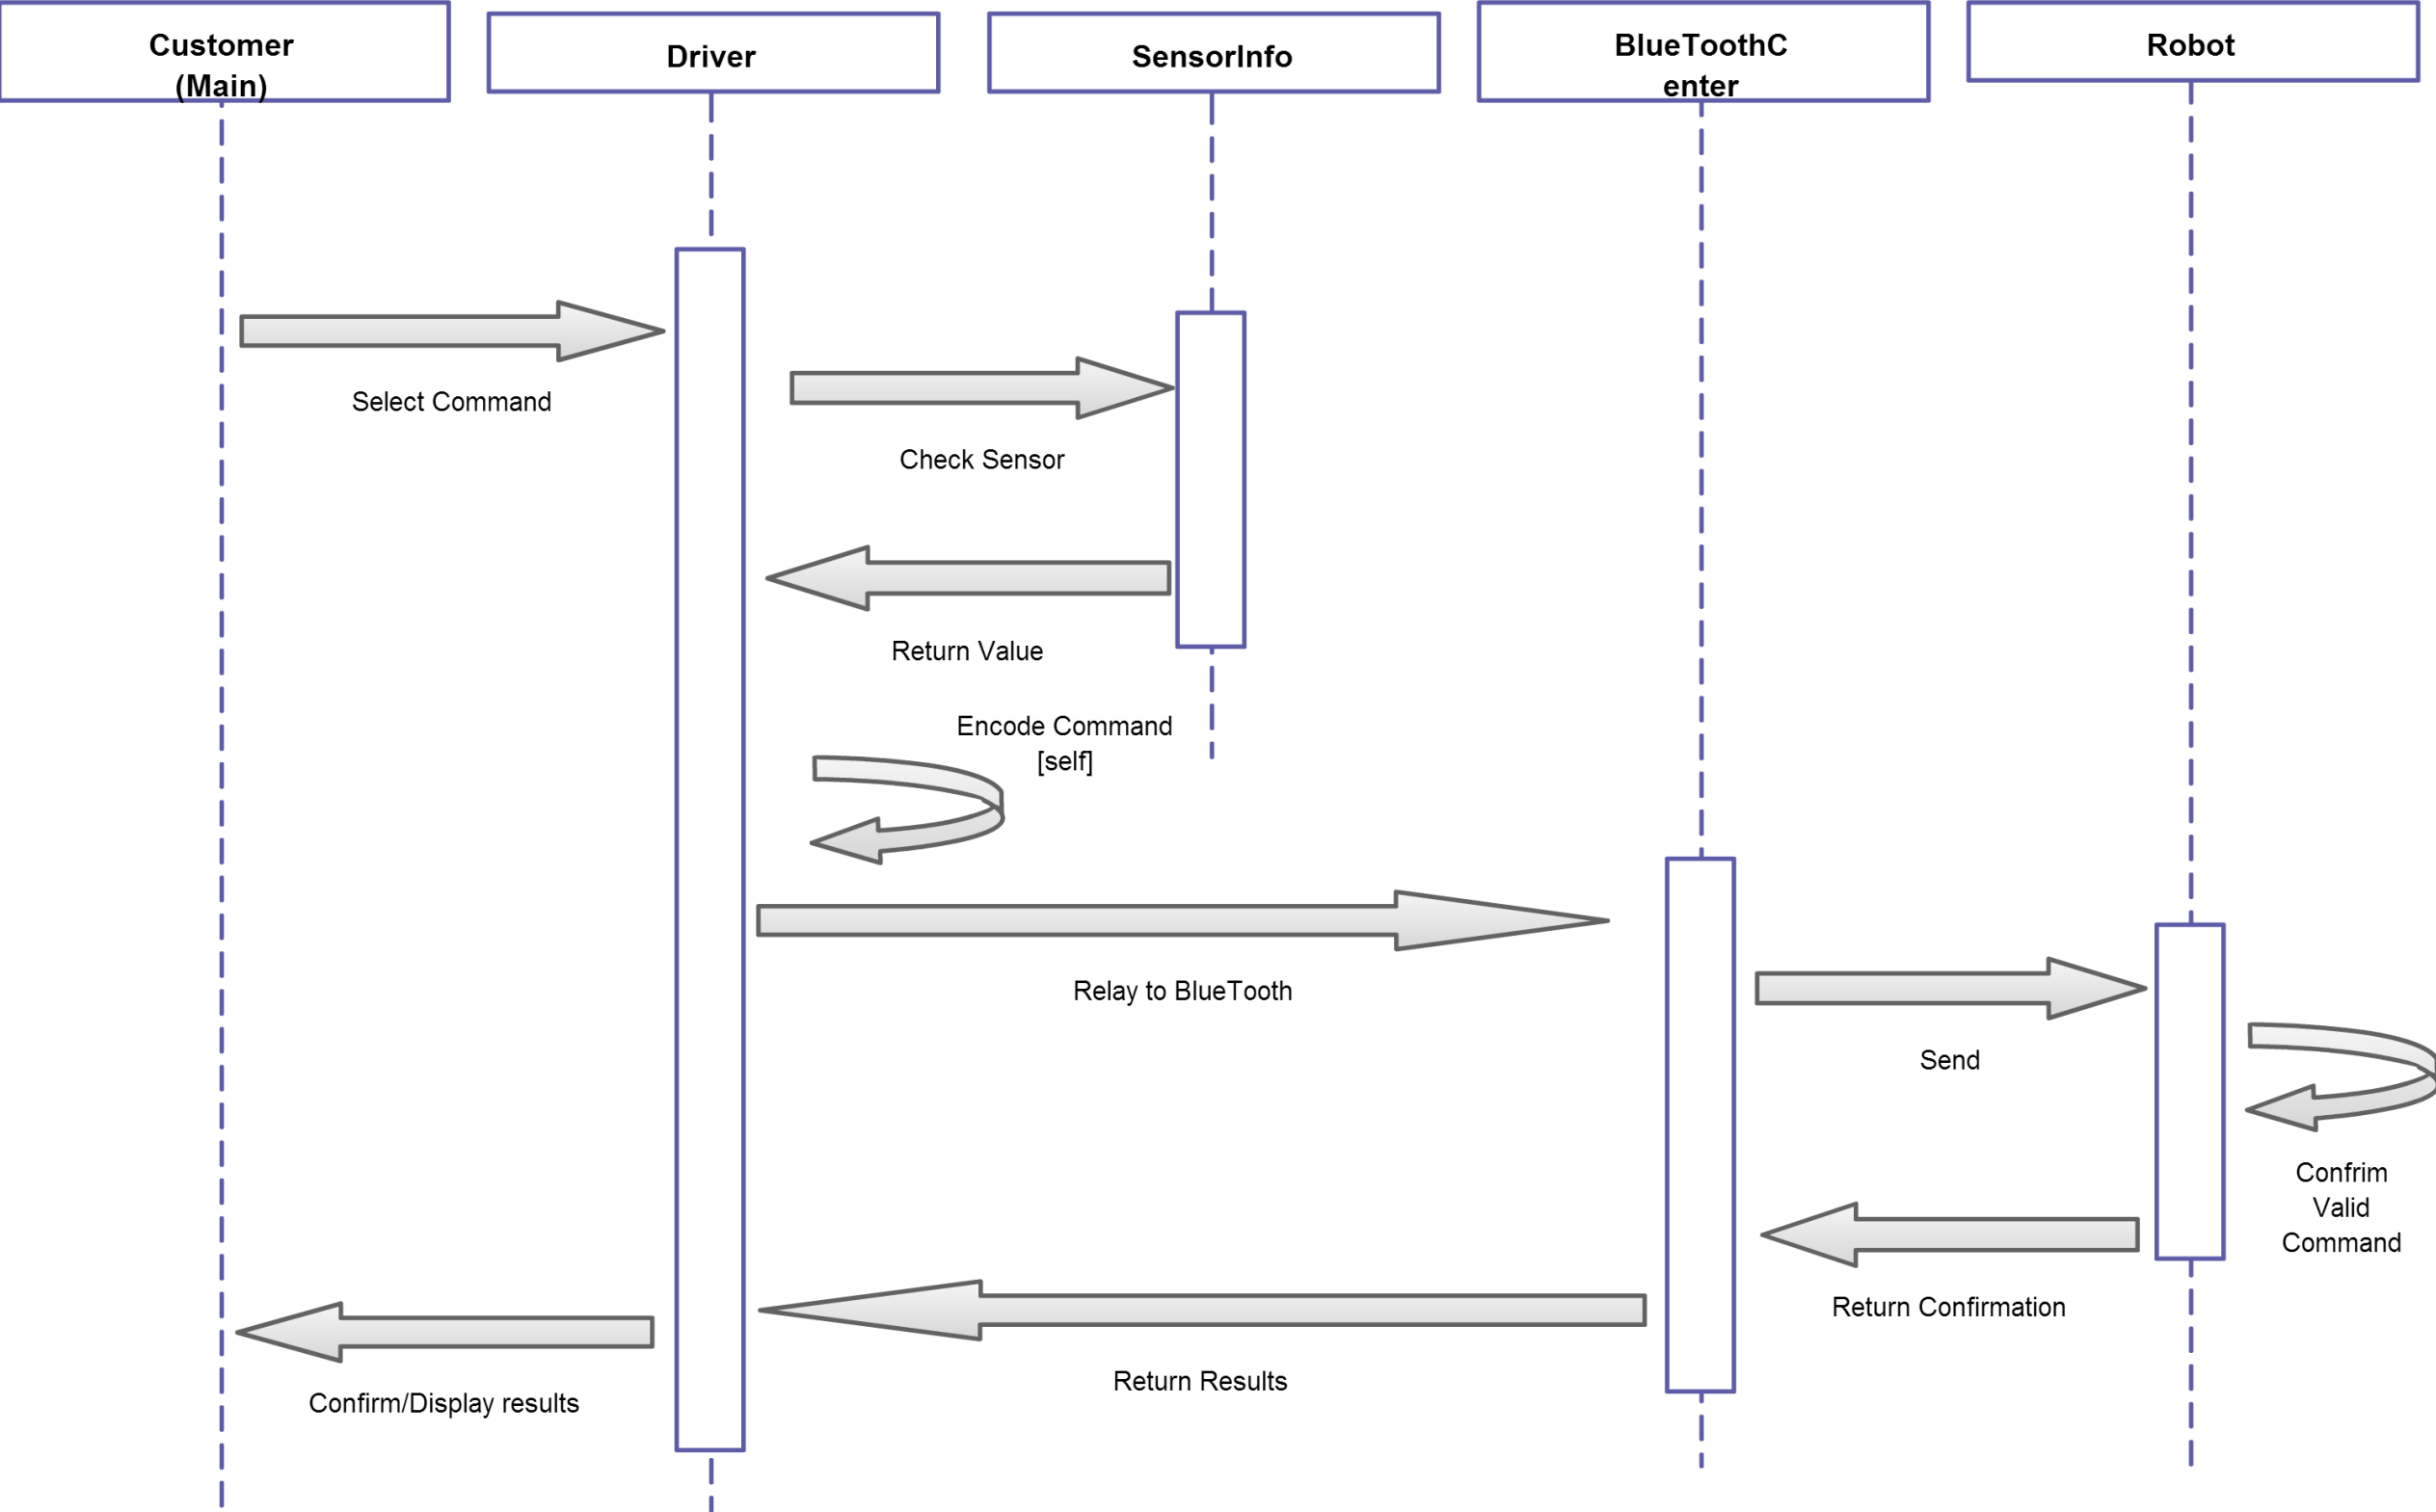 Customer
(Main)
Driver
SensorInfo
BlueToothC
enter
Robot
Select Command
Check Sensor
Return Value
Encode Command
[self]
Relay to BlueTooth
Send
Confrim
Valid
Command
Return Confirmation
Return Results
Confirm/Display results